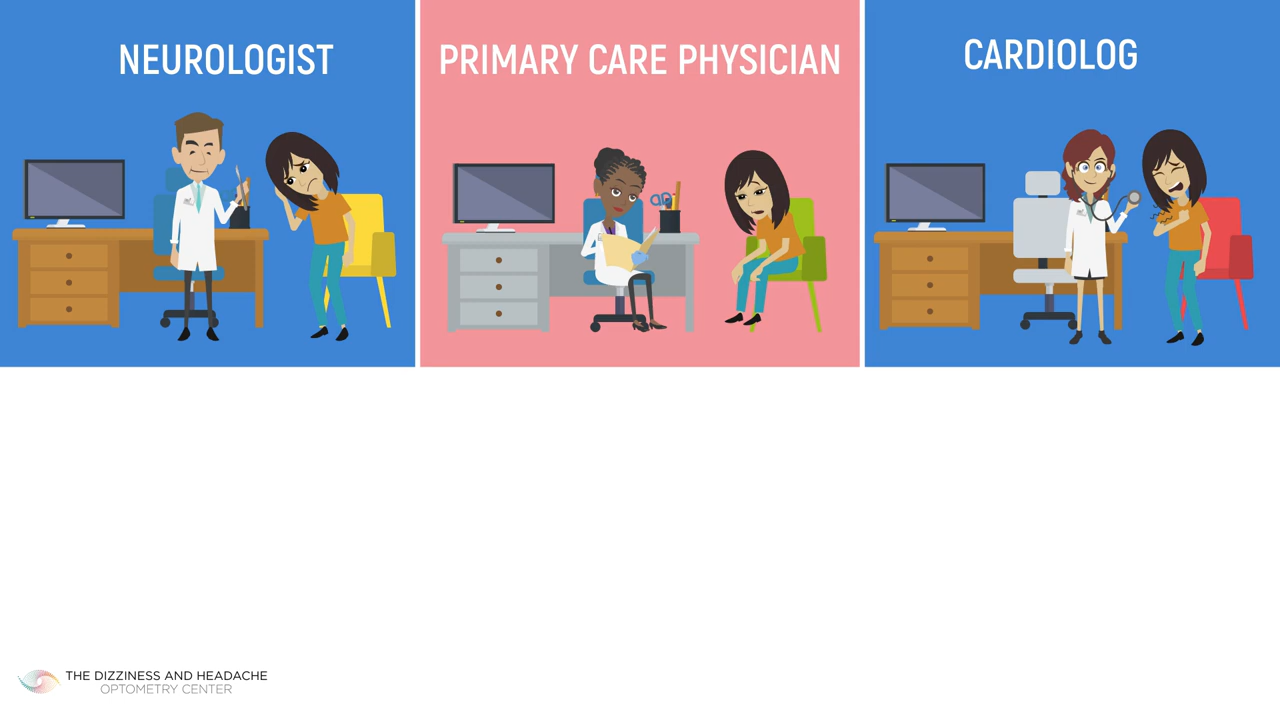 NEUROLOGIST
PRIMARY CARE PHYSICIAN
CARDIOLOG
THE DIZZINESS AND HEADACHE
OPTOMETRY CENTER